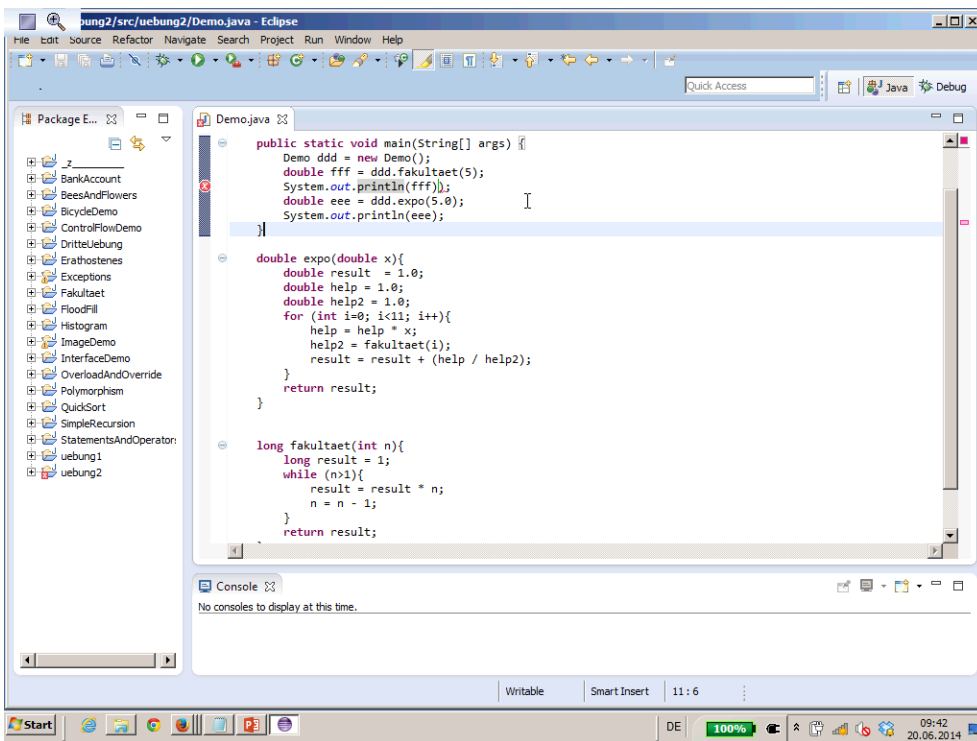 ung2/src/uebung2/Demo.java - Eclipse
File Edit Source Refactor Navigate Search Project Run Window Help
Quick Access
Java
Debug
Package E...
_z_________
BankAccount
BeesAndFlowers
BicycleDemo
ControlFlowDemo
DritteUebung
Erathostenes
Exceptions
Fakultaet
FloodFill
Histogram
ImageDemo
InterfaceDemo
OverloadAndOverride
Polymorphism
QuickSort
SimpleRecursion
StatementsAndOperator
uebung1
uebung2
Demo.java
public static void main(String[] args) {
Demo ddd = new Demo();
double fff = ddd.fakultaet(5);
System.out.println(fff));
double eee = ddd.expo(5.0);
System.out.println(eee);
}
double expo(double x){
double result  = 1.0;
double help = 1.0;
double help2 = 1.0;
for (int i=0; i<11; i++){
help = help * x;
help2 = fakultaet(i);
result = result + (help / help2);
}
return result;
}
long fakultaet(int n){
long result = 1;
while (n>1){
result = result * n;
n = n - 1;
}
return result;
Console
No consoles to display at this time.
Writable
Smart Insert
11 : 6
Start
DE
100%
09:42
20.06.2014